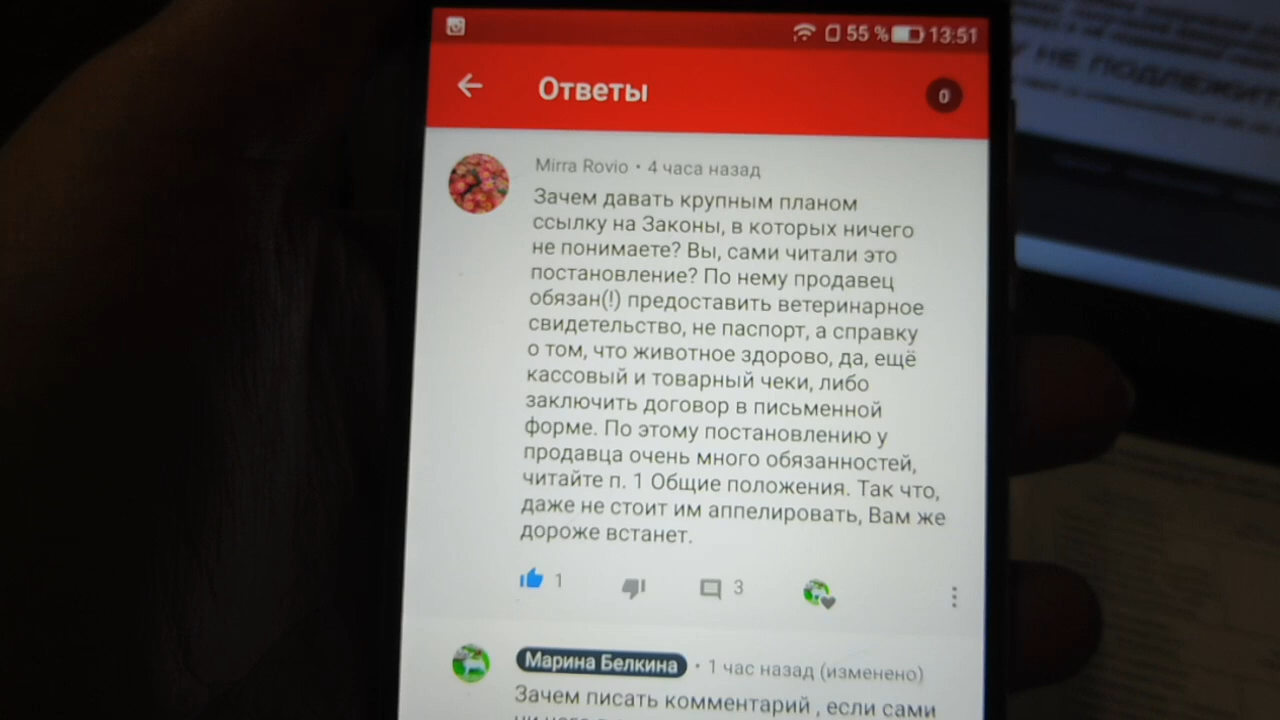 55 % 13:51
Ответы
0
Mirra Rovio • 4 часа назад
Зачем давать крупным планом
ссылку на Законы, в которых ничего
не понимаете? Вы, сами читали это
постановление? По нему продавец
обязан(!) предоставить ветеринарное
свидетельство, не паспорт, а справку
о том, что животное здорово, да, ещё
кассовый и товарный чеки, либо
заключить договор в письменной
форме. По этому постановлению у
продавца очень много обязанностей,
читайте п. 1 Общие положения. Так что,
даже не стоит им аппелировать, Вам же
дороже встанет.
1 3
Марина Белкина • 1 час назад (изменено)
Зачем писать комментарий , если сами
НЕ ПОДЛЕЖИТ